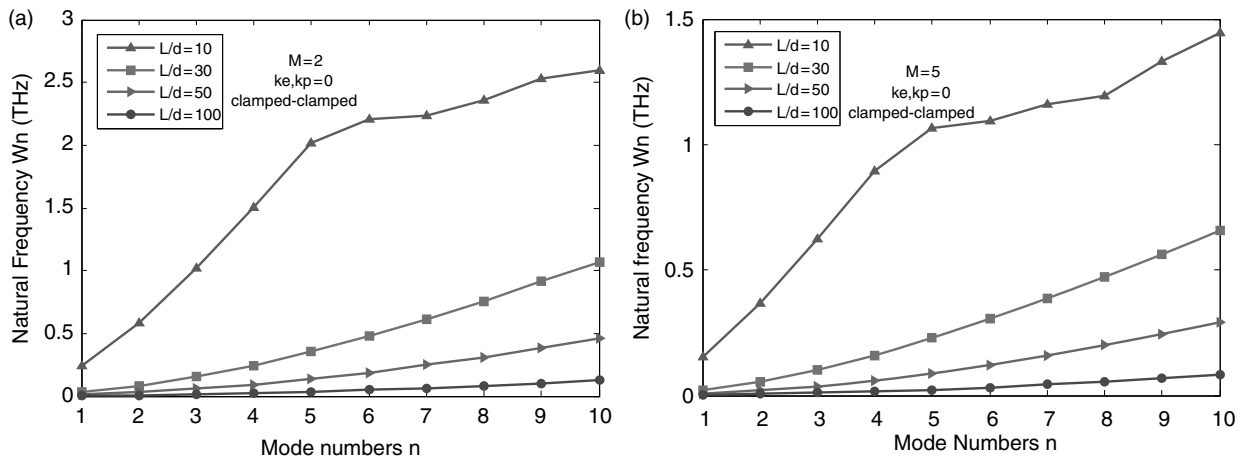 (a)
3
2.5
2
1.5
1
0.5
0
Natural Frequency Wn (THz)
L/d=10
L/d=30
L/d=50
L/d=100
M=2
ke,kp=0
clamped-clamped
1 2 3 4 5 6 7 8 9 10
Mode numbers n
(b)
1.5
1
0.5
0
Natural frequency Wn (THz)
L/d=10
L/d=30
L/d=50
L/d=100
M=5
ke,kp=0
clamped-clamped
1 2 3 4 5 6 7 8 9 10
Mode Numbers n